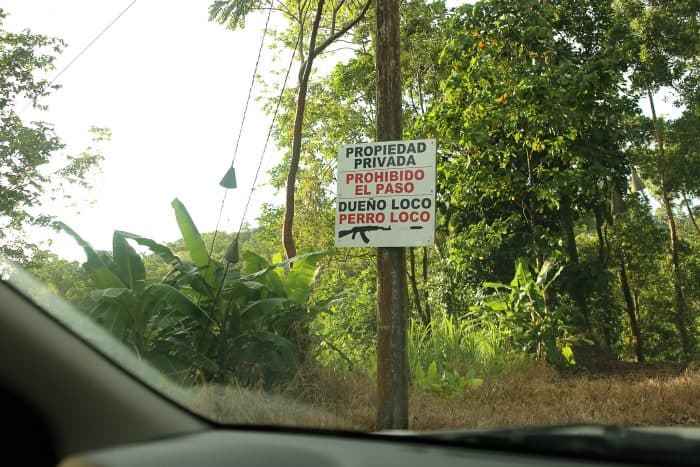 PROPIEDAD
PRIVADA
PROHIBIDO
EL PASO
DUEÑO LOCO
PERRO LOCO